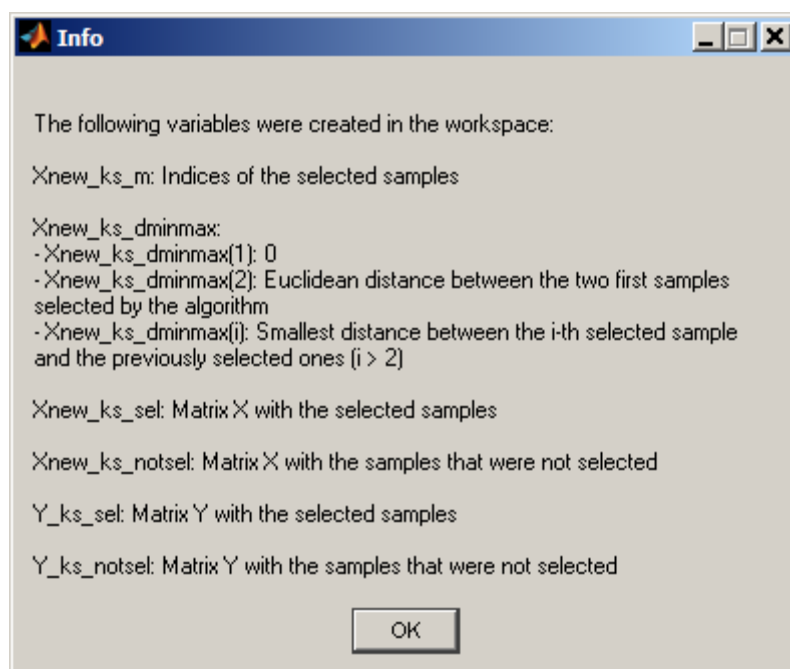 Info
The following variables were created in the workspace:
Xnew_ks_m: Indices of the selected samples
Xnew_ks_dminmax:
- Xnew_ks_dminmax(1): 0
- Xnew_ks_dminmax(2): Euclidean distance between the two first samples
selected by the algorithm
- Xnew_ks_dminmax(i): Smallest distance between the i-th selected sample
and the previously selected ones (i > 2)
Xnew_ks_sel: Matrix X with the selected samples
Xnew_ks_notsel: Matrix X with the samples that were not selected
Y_ks_sel: Matrix Y with the selected samples
Y_ks_notsel: Matrix Y with the samples that were not selected
OK